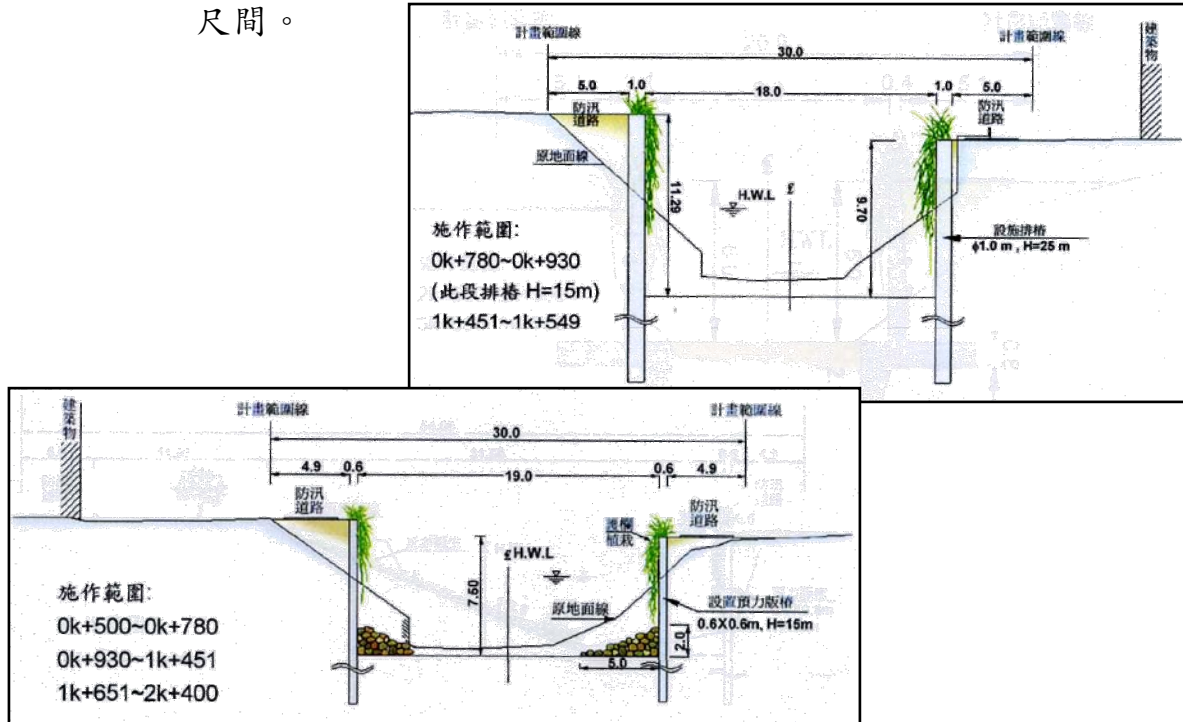 尺間。
計畫範圍線
計畫範圍線
建築物
30.0
5.0 1.0 18.0 1.0 5.0
防汛道路
防汛道路
原地面線
H.W.L
11.29
9.70
設施排樁
ϕ1.0 m , H=25 m
施作範圍:
0k+780~0k+930
(此段排樁 H=15m)
1k+451~1k+549
建築物
計畫範圍線
計畫範圍線
30.0
4.9 0.6 19.0 0.6 4.9
防汛道路
防汛道路
護欄植栽
H.W.L
7.50
原地面線
設置預力版樁
0.6X0.6m, H=15m
2.0
5.0
施作範圍:
0k+500~0k+780
0k+930~1k+451
1k+651~2k+400